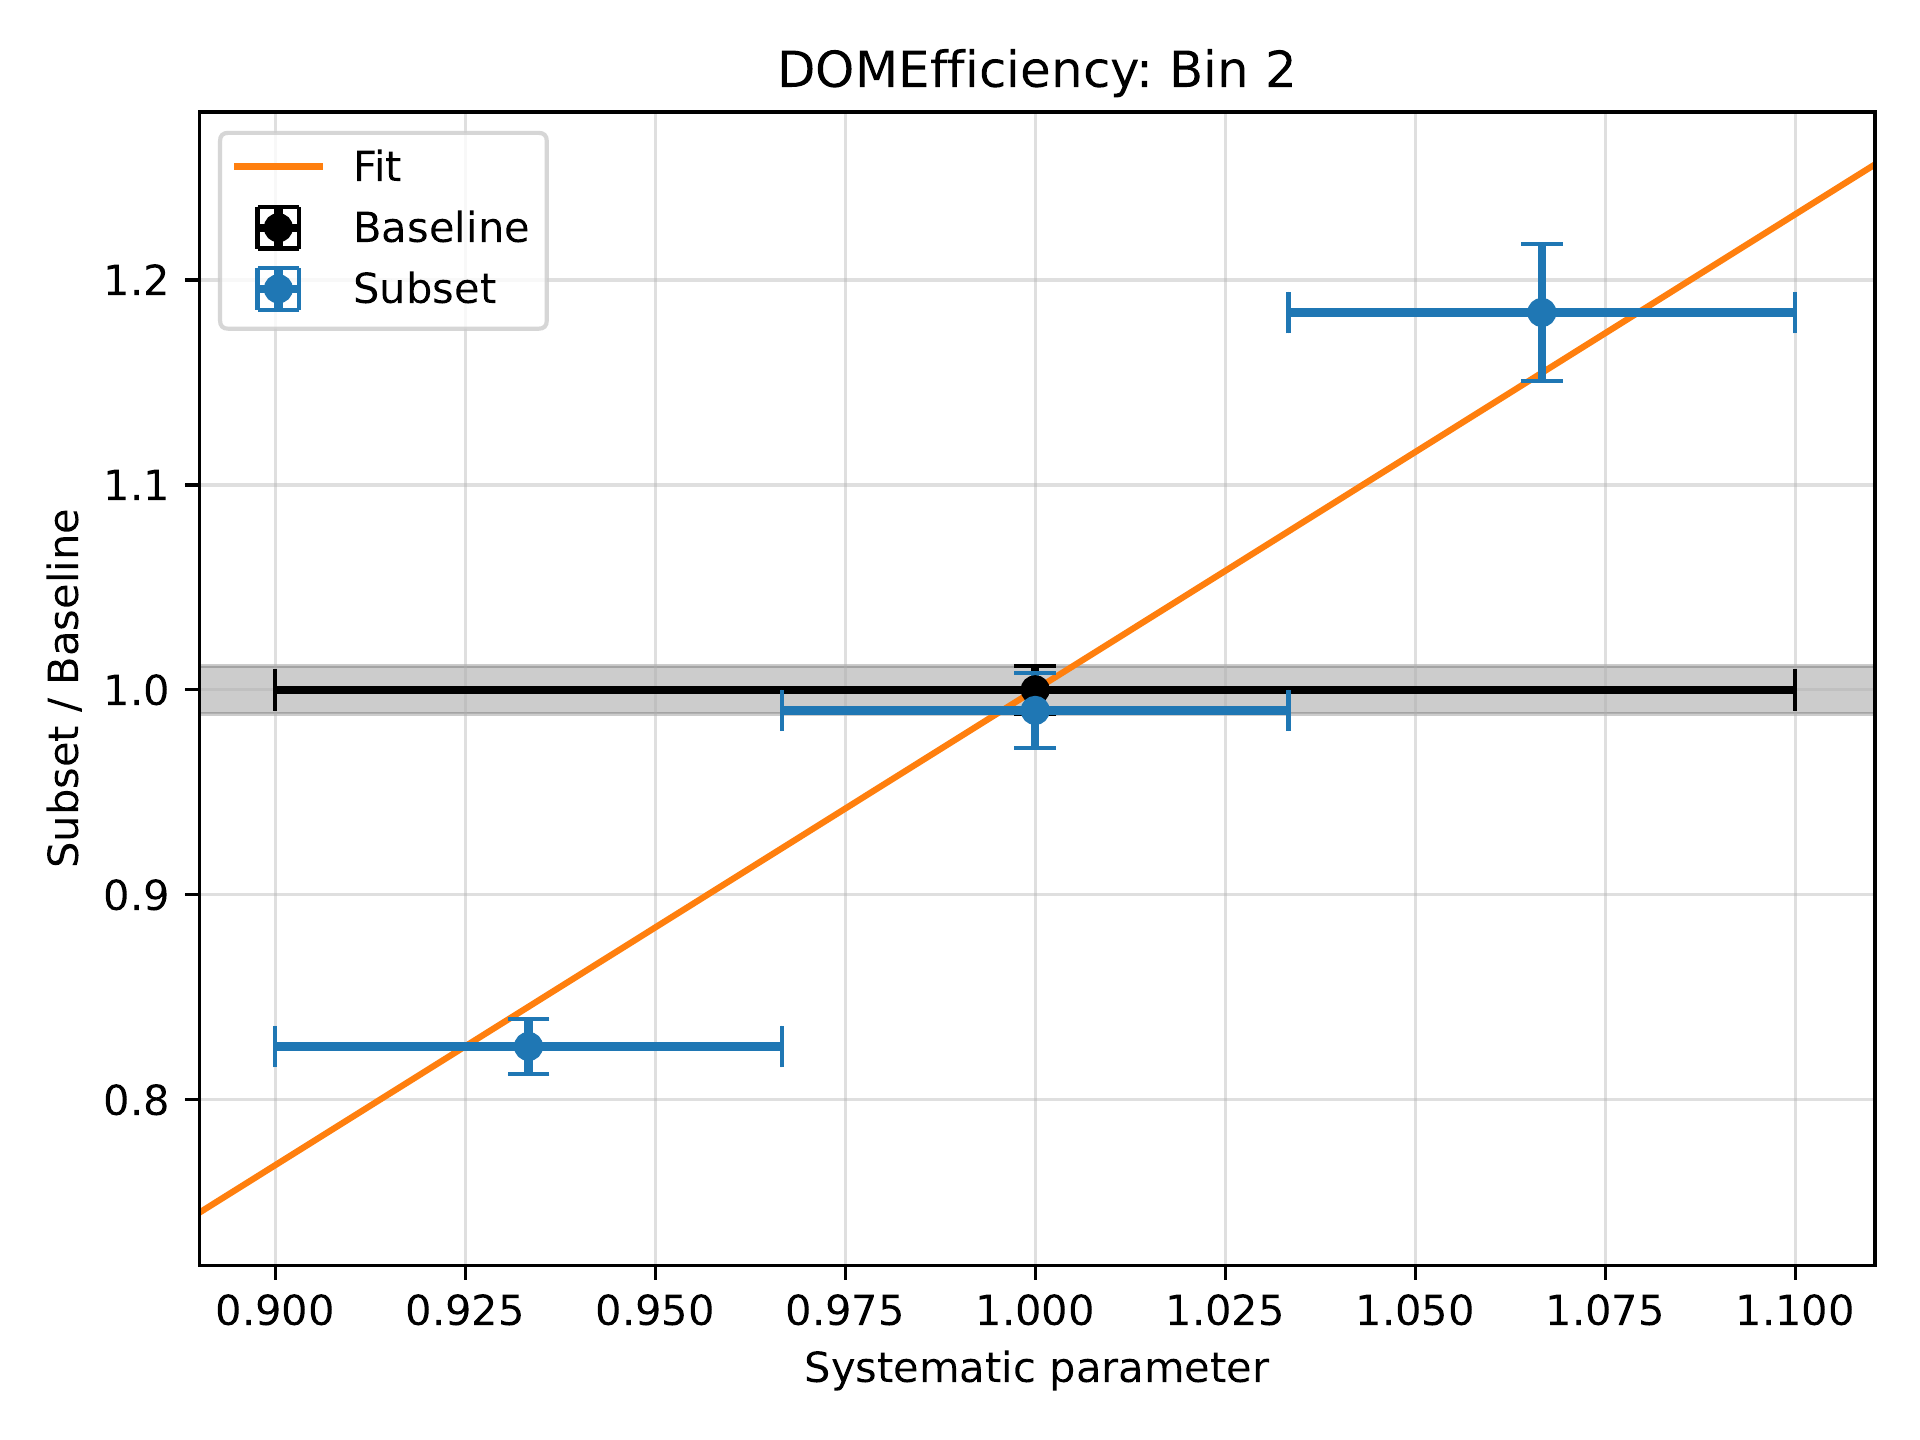 DOMEfficiency: Bin 2
Fit
Baseline
Subset
Subset / Baseline
1.2
1.1
1.0
0.9
0.8
0.900 0.925 0.950 0.975 1.000 1.025 1.050 1.075 1.100
Systematic parameter